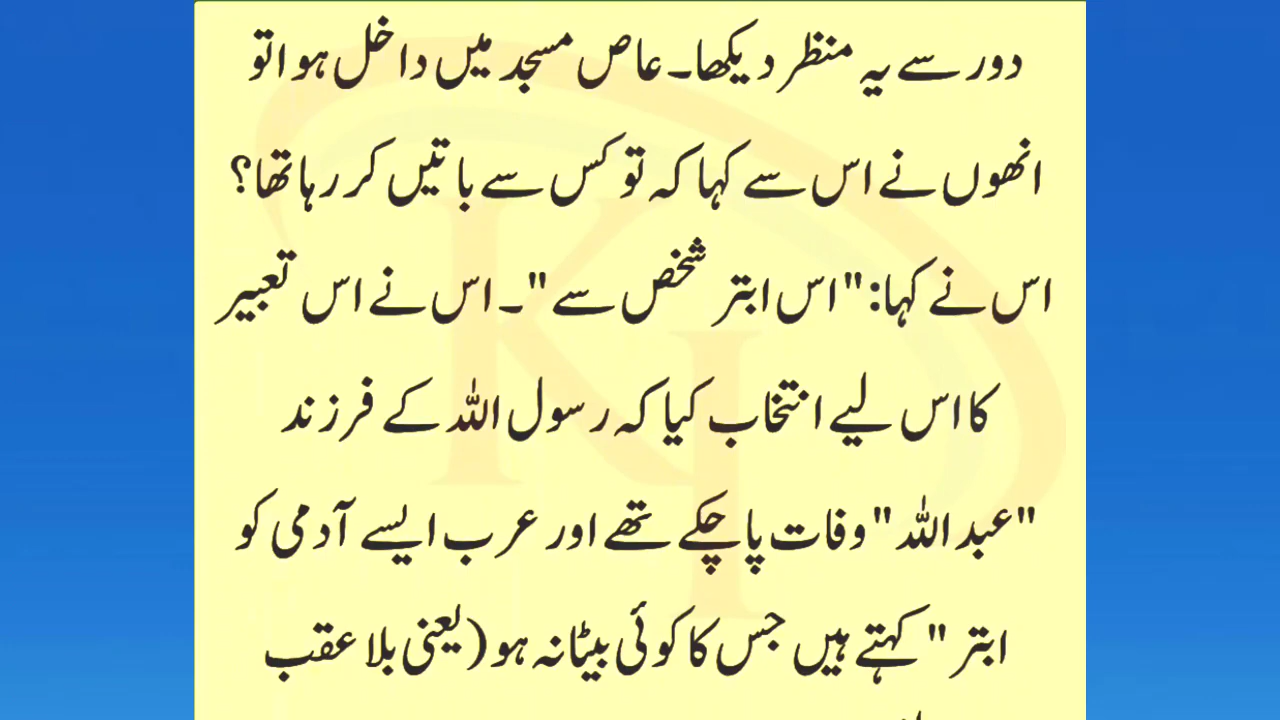 دور سے یہ منظر دیکھا۔ عاص مسجد میں داخل ہوا تو
انھوں نے اس سے کہا کہ تو کس سے باتیں کر رہا تھا؟
اس نے کہا: "اس ابتر شخص سے"۔ اس نے اس تعبیر
کا اس لیے انتخاب کیا کہ رسول اللہ کے فرزند
"عبداللہ" وفات پا چکے تھے اور عرب ایسے آدمی کو
ابتر" کہتے ہیں جس کا کوئی بیٹا نہ ہو (یعنی بلا عقب